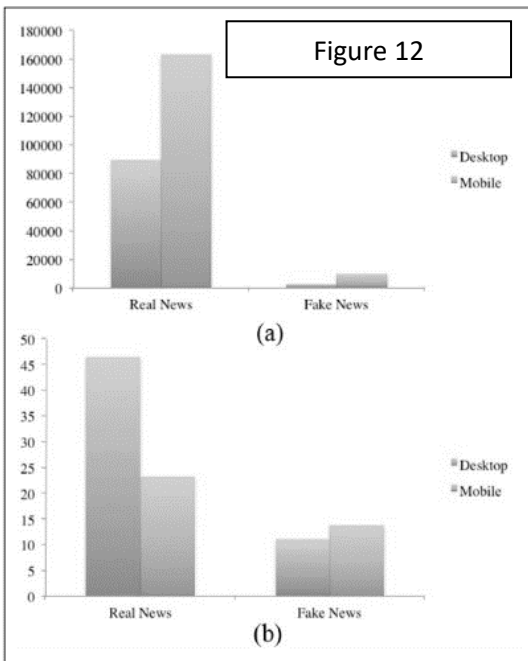 Figure 12
180000
160000
140000
120000
100000
80000
60000
40000
20000
0
Desktop
Mobile
Real News
Fake News
(a)
50
45
40
35
30
25
20
15
10
5
0
Desktop
Mobile
Real News
Fake News
(b)